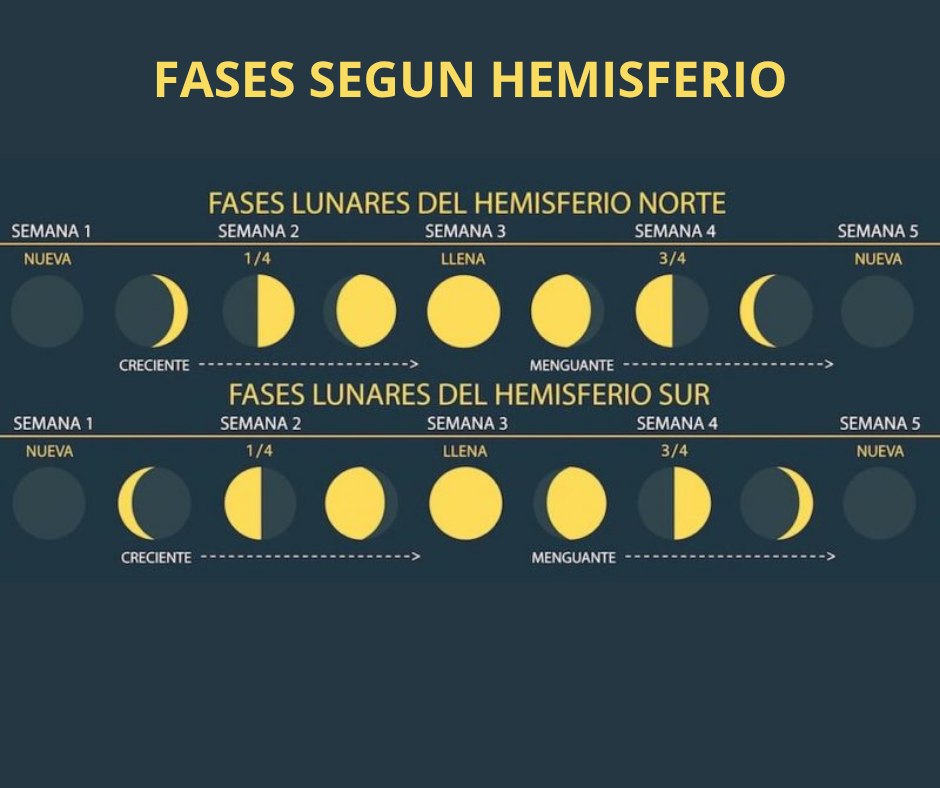 FASES SEGUN HEMISFERIO
FASES LUNARES DEL HEMISFERIO NORTE
SEMANA 1 SEMANA 2 SEMANA 3 SEMANA 4 SEMANA 5
NUEVA 1/4 LLENA 3/4 NUEVA
CRECIENTE MENGUANTE
FASES LUNARES DEL HEMISFERIO SUR
SEMANA 1 SEMANA 2 SEMANA 3 SEMANA 4 SEMANA 5
NUEVA 1/4 LLENA 3/4 NUEVA
CRECIENTE MENGUANTE